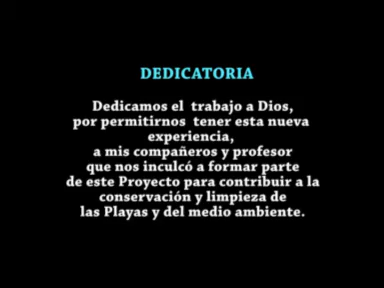 DEDICATORIA
Dedicamos el trabajo a Dios,
por permitirnos tener esta nueva
experiencia,
a mis compañeros y profesor
que nos inculcó a formar parte
de este Proyecto para contribuir a la
conservación y limpieza de
las Playas y del medio ambiente.